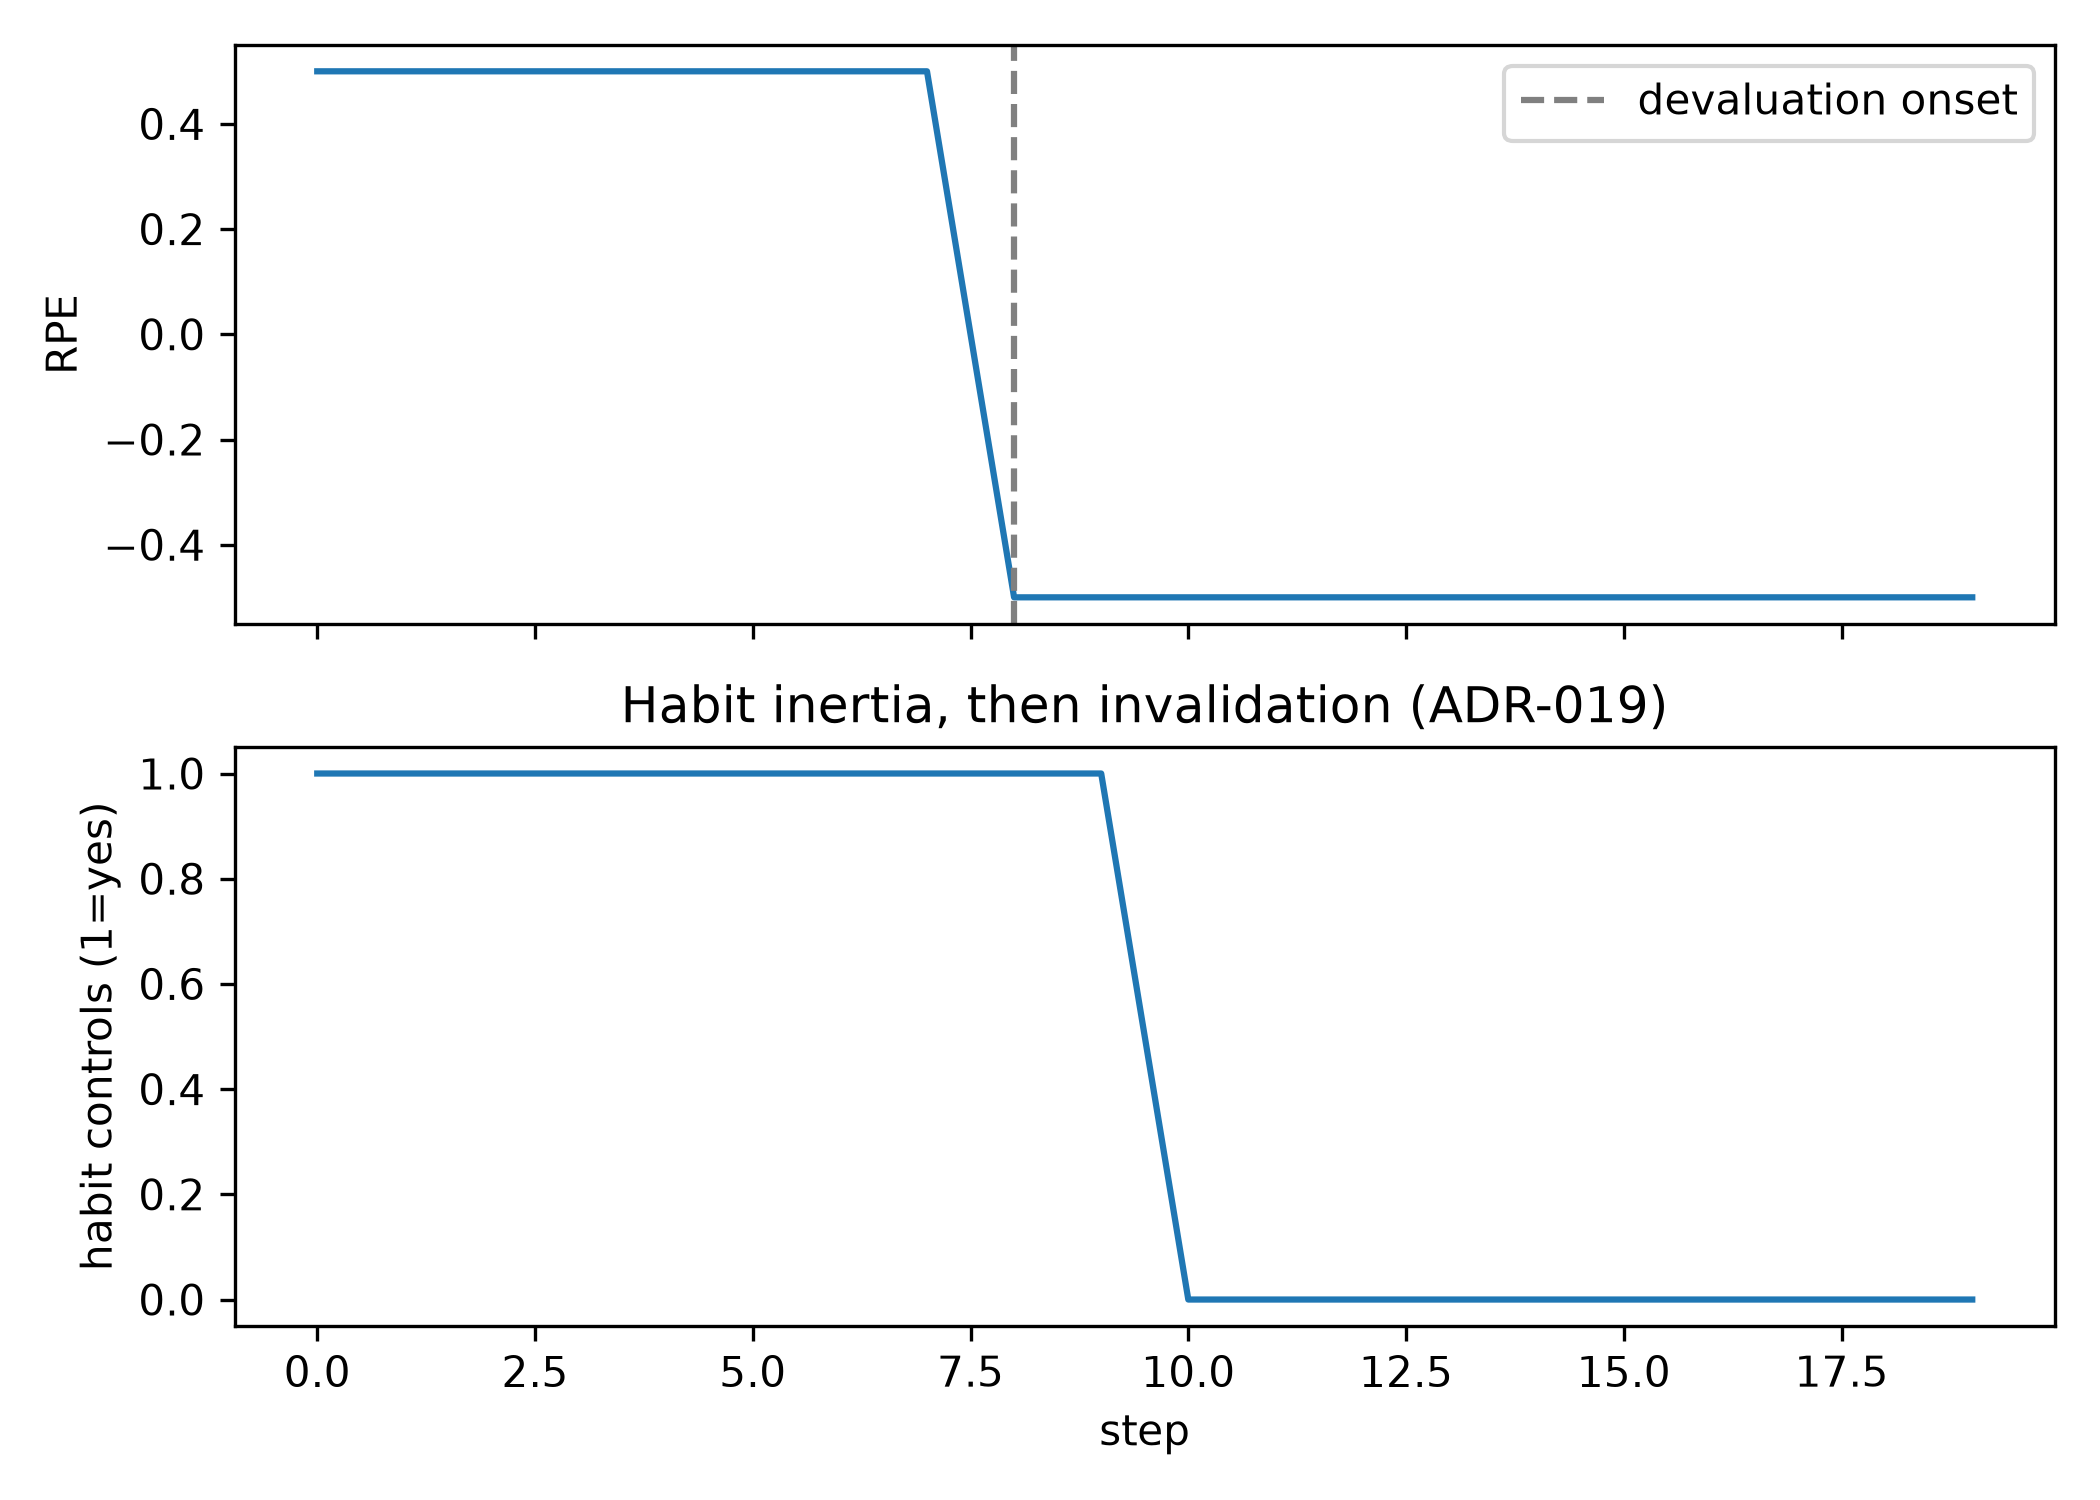 devaluation onset
RPE
0.4
0.2
0.0
−0.2
−0.4
Habit inertia, then invalidation (ADR-019)
habit controls (1=yes)
1.0
0.8
0.6
0.4
0.2
0.0
0.0 2.5 5.0 7.5 10.0 12.5 15.0 17.5
step